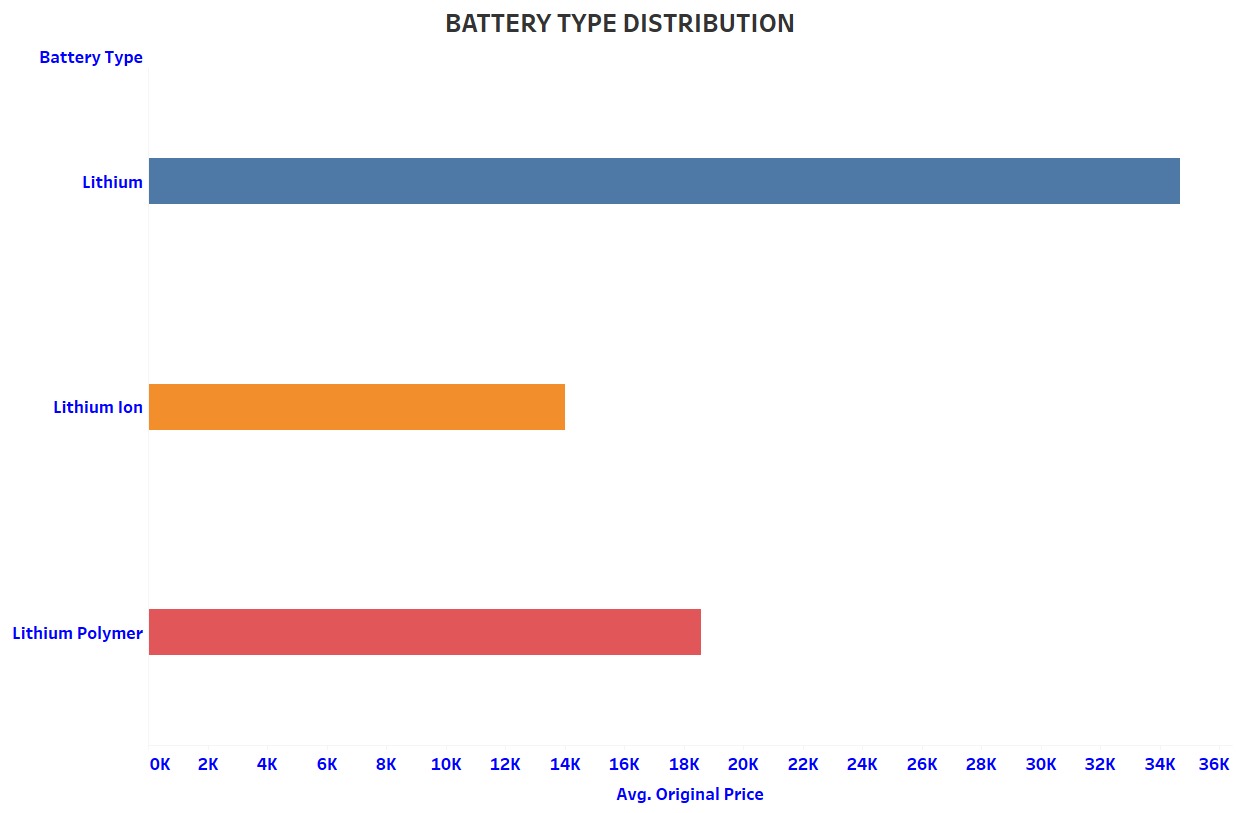 BATTERY TYPE DISTRIBUTION
Battery Type
Lithium
Lithium Ion
Lithium Polymer
0K 2K 4K 6K 8K 10K 12K 14K 16K 18K 20K 22K 24K 26K 28K 30K 32K 34K 36K
Avg. Original Price